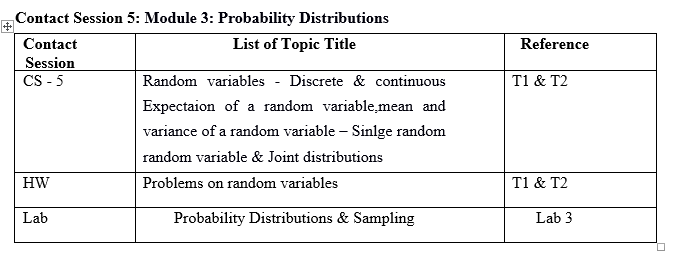 Contact Session 5: Module 3: Probability Distributions
Contact Session
List of Topic Title
Reference
CS - 5
Random variables - Discrete & continuous
Expectaion of a random variable,mean and
variance of a random variable – Sinlge random
random variable & Joint distributions
T1 & T2
HW
Problems on random variables
T1 & T2
Lab
Probability Distributions & Sampling
Lab 3